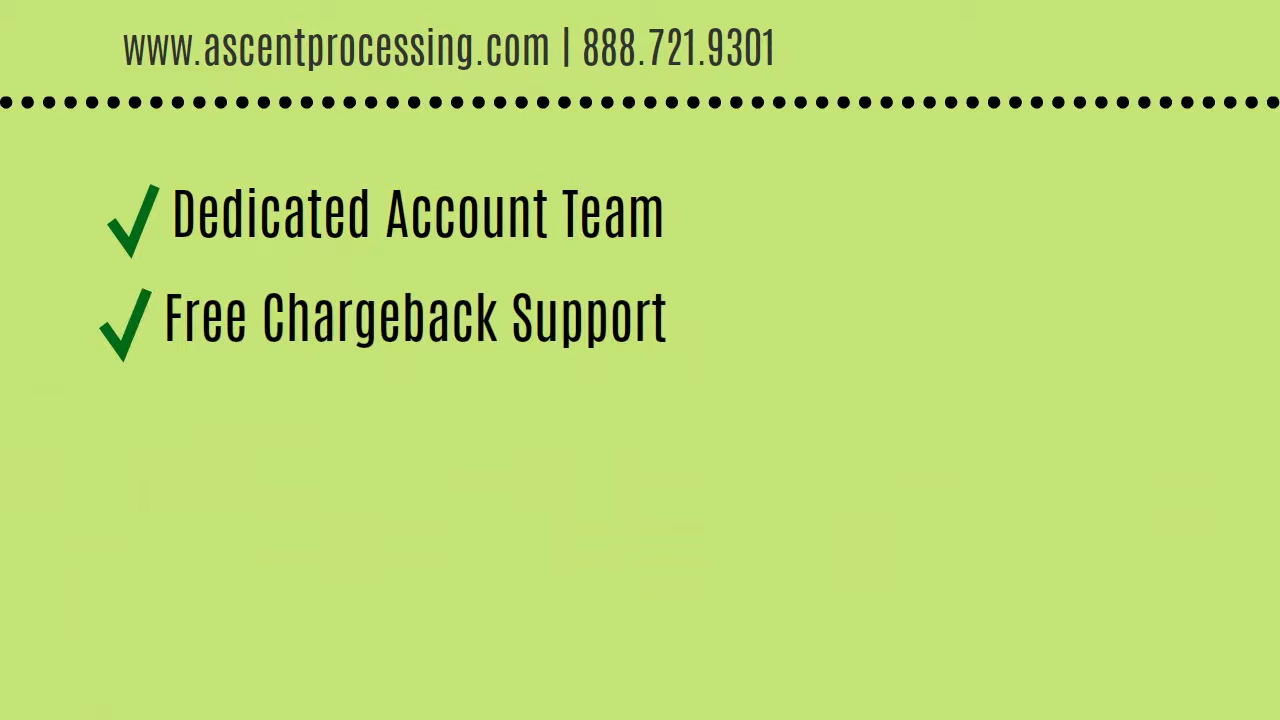 www.ascentprocessing.com | 888.721.9301
Dedicated Account Team
Free Chargeback Support